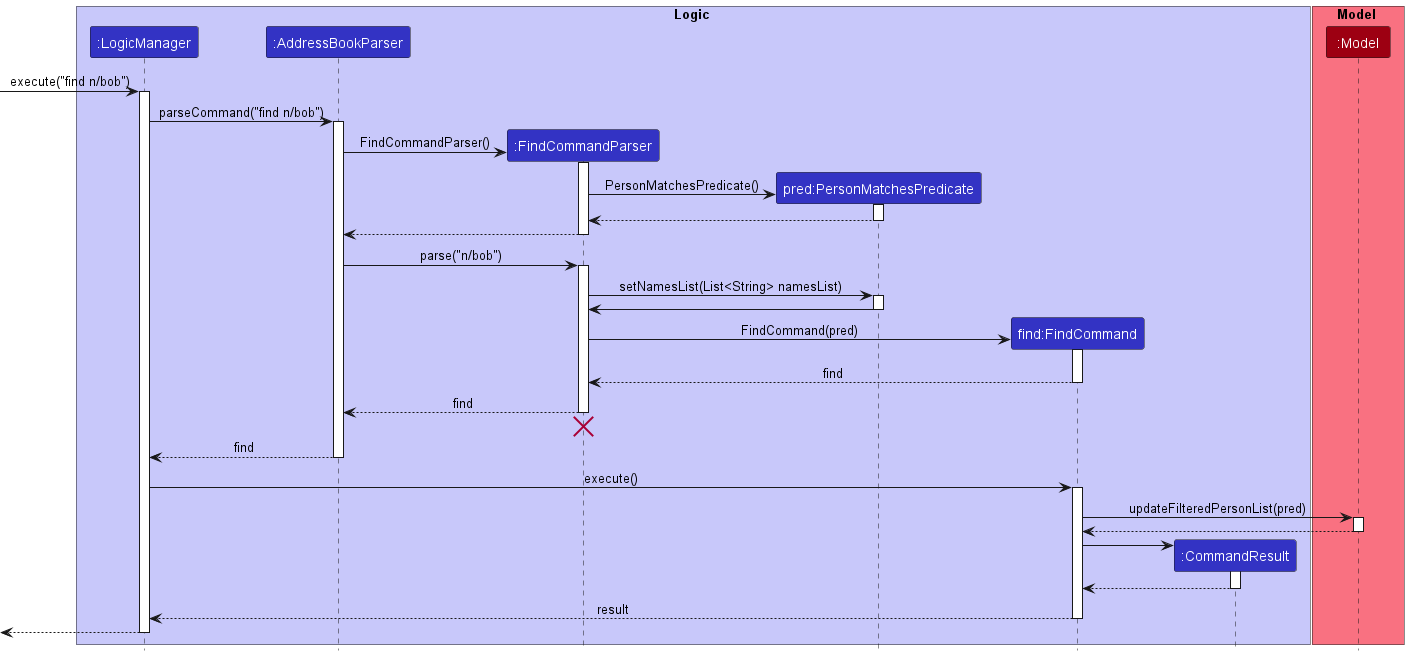 Logic
Model
:LogicManager
:AddressBookParser
:Model
execute("find n/bob")
parseCommand("find n/bob")
FindCommandParser()
:FindCommandParser
PersonMatchesPredicate()
pred:PersonMatchesPredicate
parse("n/bob")
setNamesList(List<String> namesList)
FindCommand(pred)
find:FindCommand
find
find
find
execute()
updateFilteredPersonList(pred)
:CommandResult
result